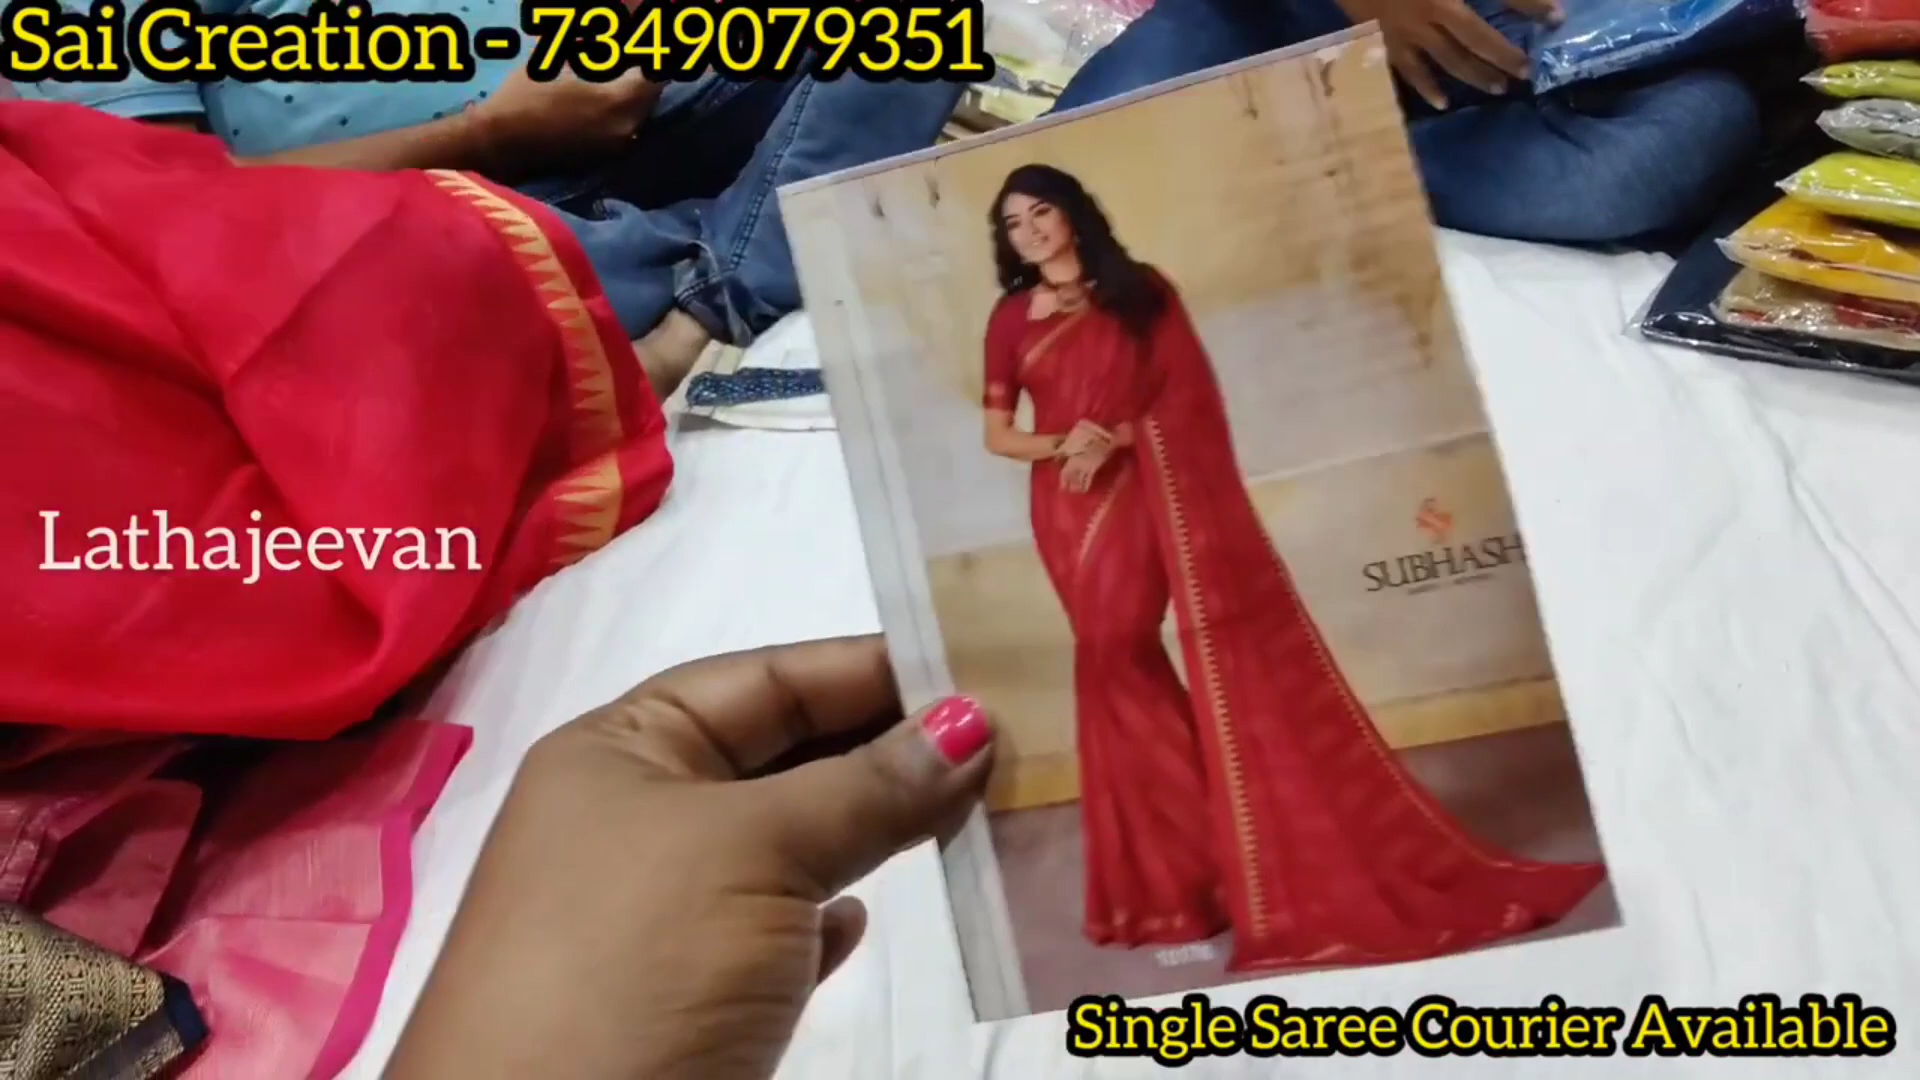 Sai Creation - 7349079351
SUBHASH
Lathajeevan
Single Saree Courier Available